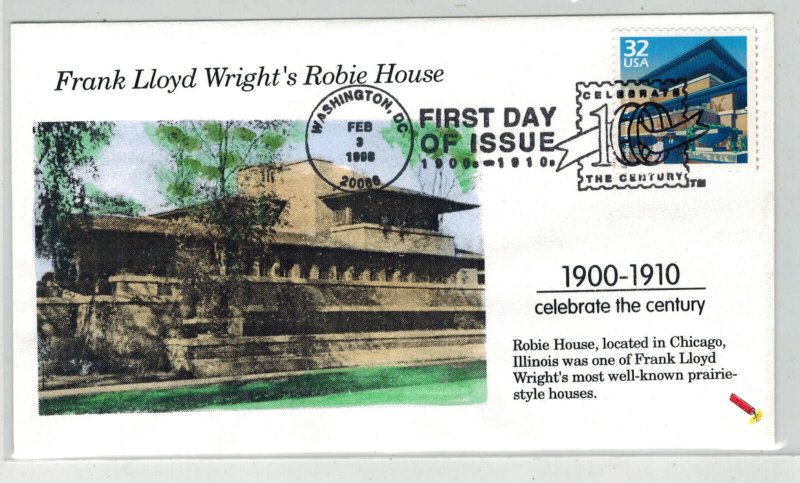 Frank Lloyd Wright's Robie House
32
USA
WASHINGTON, DC
FEB
3
1998
20066
FIRST DAY
OF ISSUE
1900s-1910s
CELEBRATE
100
THE CENTURY
TM
1900-1910
celebrate the century
Robie House, located in Chicago,
Illinois was one of Frank Lloyd
Wright's most well-known prairie-
style houses.